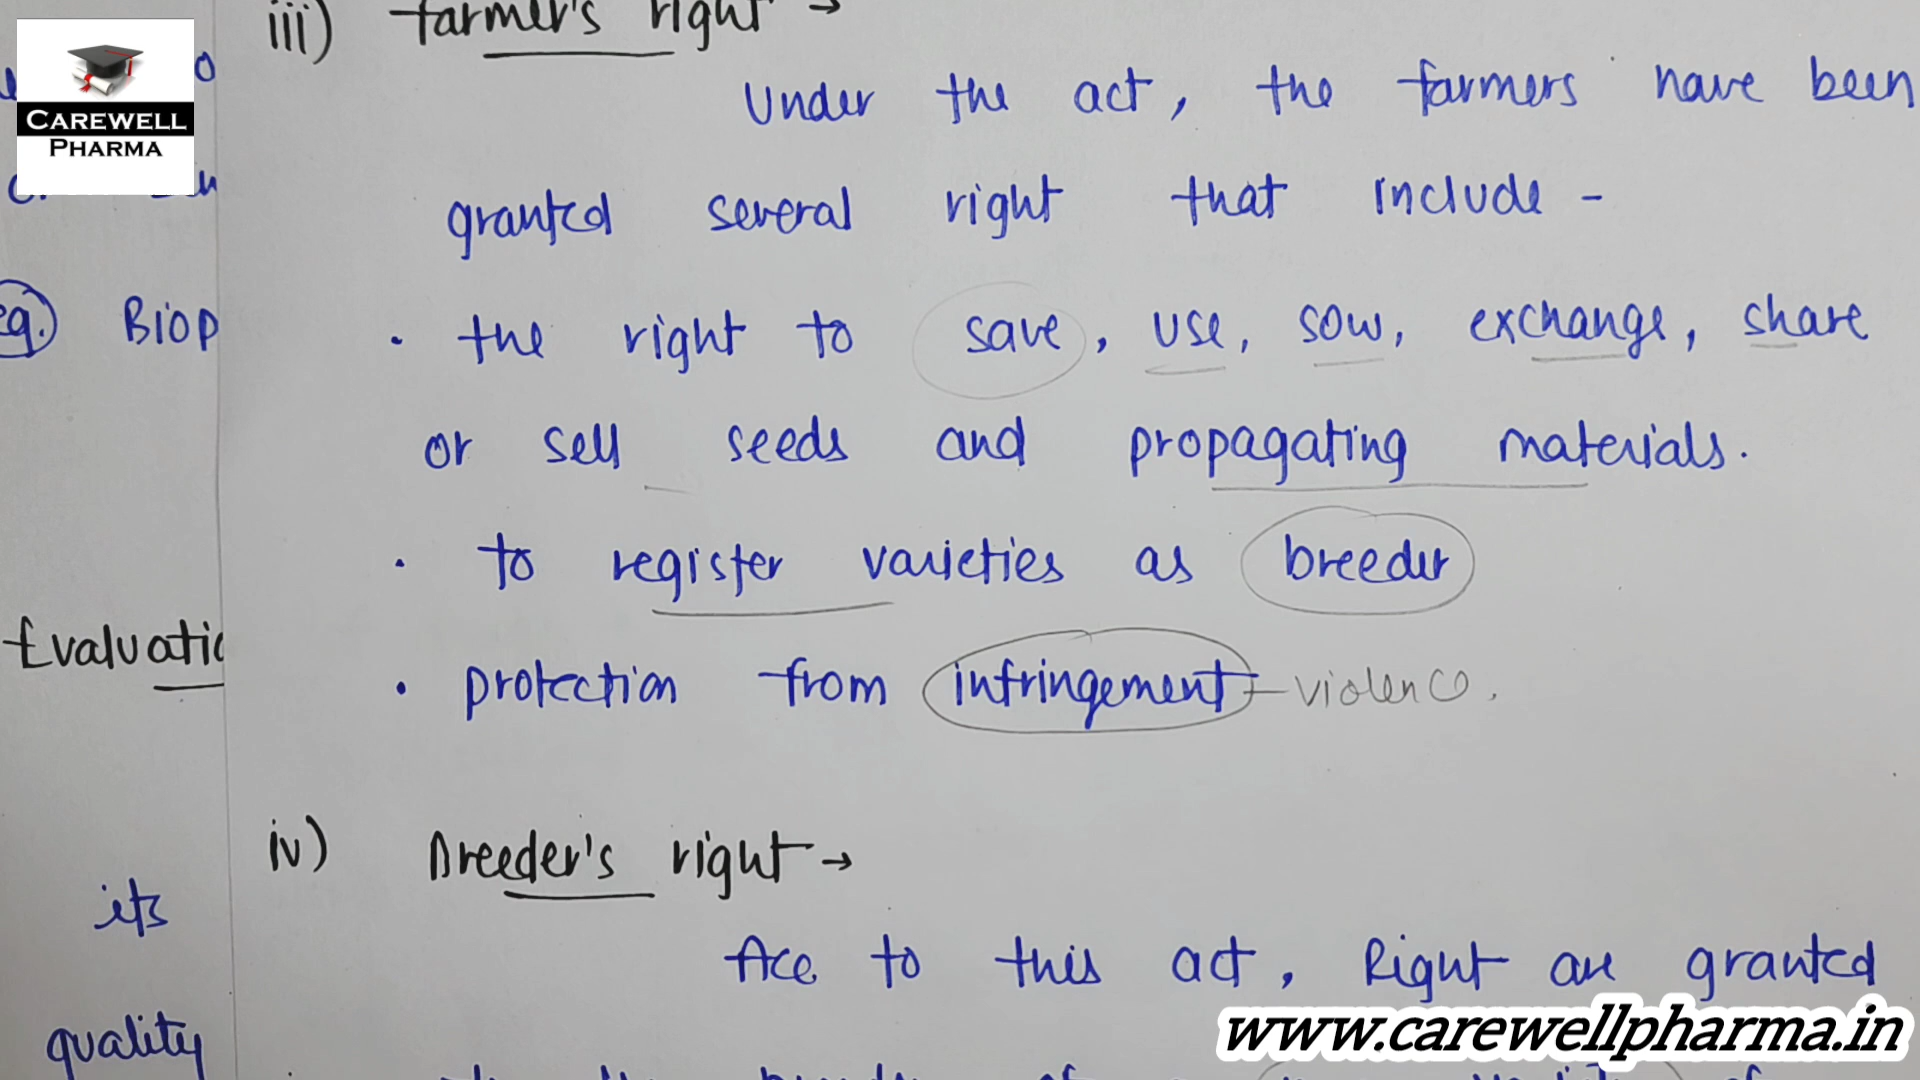 iii) farmer's right →
Under the act, the farmers have been
granted several right that include -
• the right to save, use, sow, exchange, share
or sell seeds and propagating materials.
• to register varieties as breeder
• protection from infringement - violence.
iv) Breeder's right →
Acc to this act, Right are granted
eg. Biop
Evaluatio
its
quality
CAREWELL
PHARMA
www.carewellpharma.in